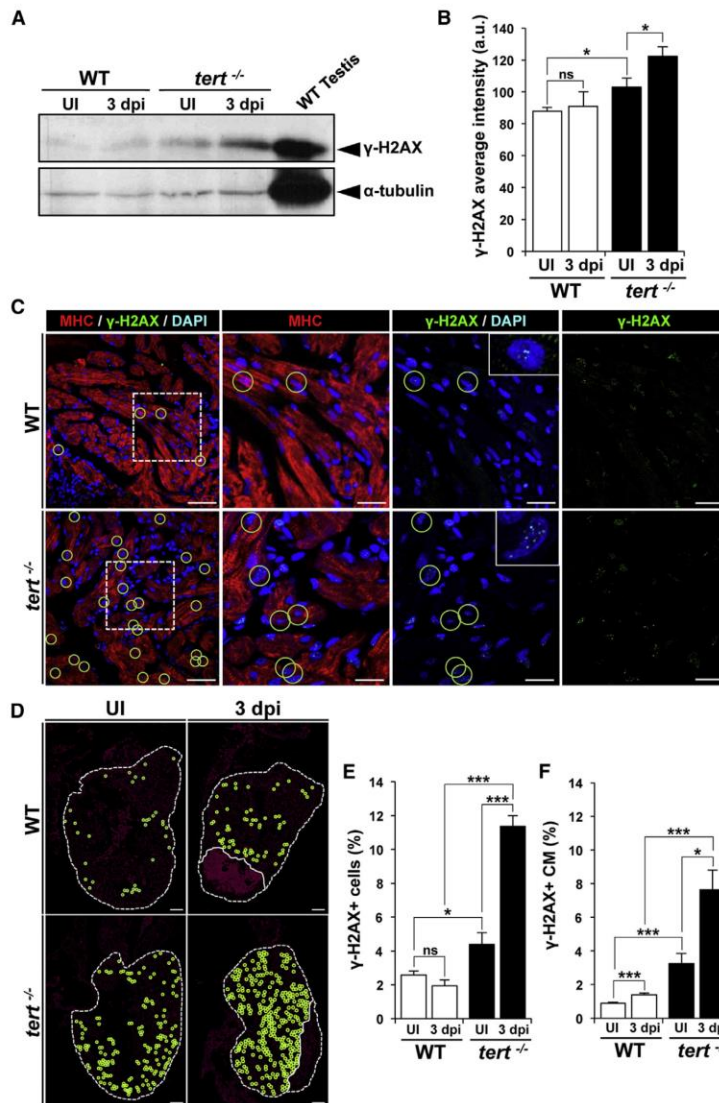 A
WT tert -/- WT Testis
UI 3 dpi UI 3 dpi
γ-H2AX
α-tubulin
B
γ-H2AX average intensity (a.u.)
140
120
100
80
60
40
20
0
ns
*
*
UI 3 dpi UI 3 dpi
WT tert -/-
C
MHC / γ-H2AX / DAPI MHC γ-H2AX / DAPI γ-H2AX
WT
tert -/-
D
UI 3 dpi
WT
tert -/-
E
γ-H2AX+ cells (%)
14
12
10
8
6
4
2
0
***
***
*
ns
UI 3 dpi UI 3 dpi
WT tert -/-
F
γ-H2AX+ CM (%)
14
12
10
8
6
4
2
0
***
*
***
***
UI 3 dpi UI 3 dpi
WT tert -/-